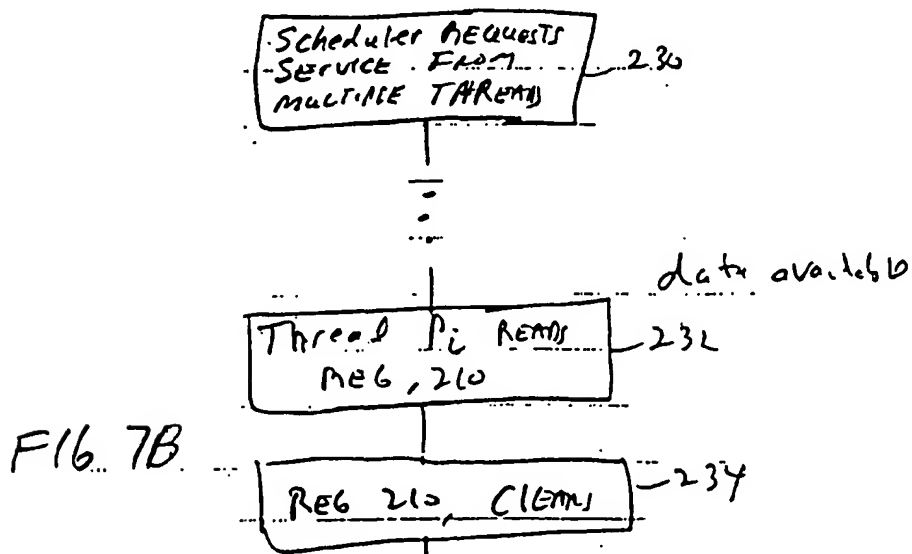 Scheduler REQUESTS
SERVICE FROM
MULTIPLE THREADS
230
data available
Thread Pi READS
REG, 210
232
FIG. 7B
REG 210, CLEARS
234